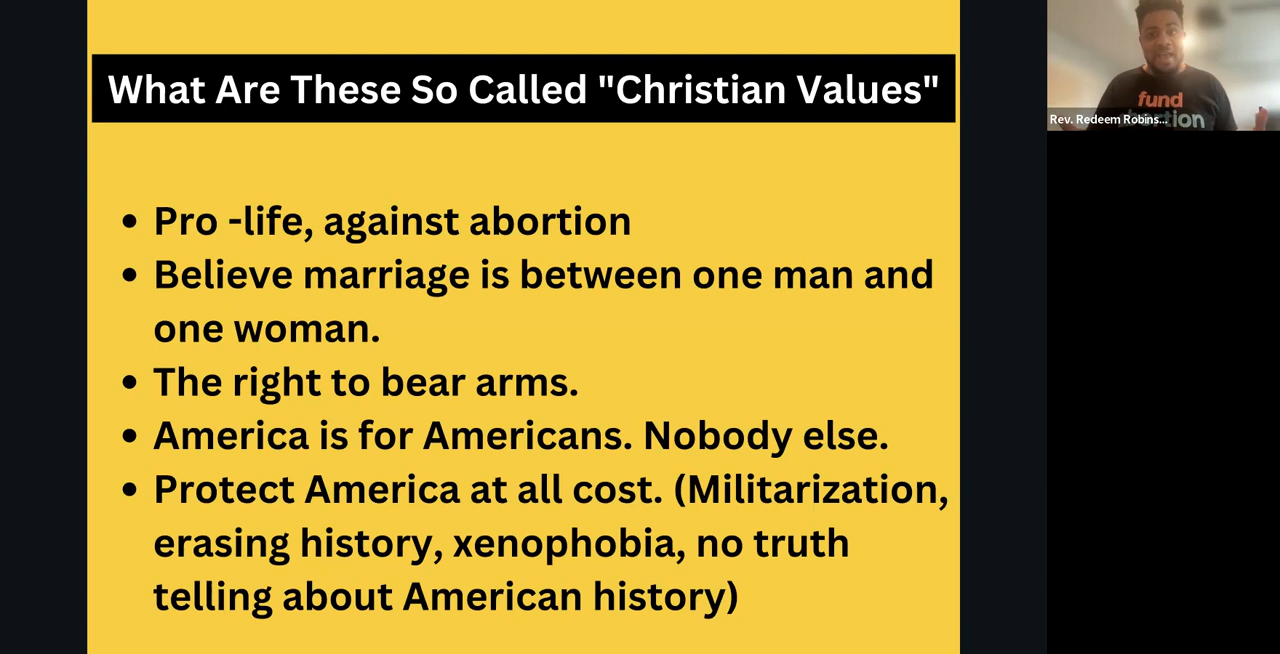 What Are These So Called "Christian Values"
• Pro -life, against abortion
• Believe marriage is between one man and
one woman.
• The right to bear arms.
• America is for Americans. Nobody else.
• Protect America at all cost. (Militarization,
erasing history, xenophobia, no truth
telling about American history)
fund
Rev. Redeem Robins...